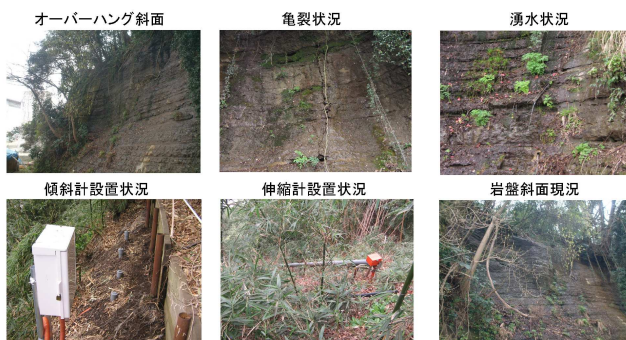 オーバーハング斜面
亀裂状況
湧水状況
傾斜計設置状況
伸縮計設置状況
岩盤斜面現況